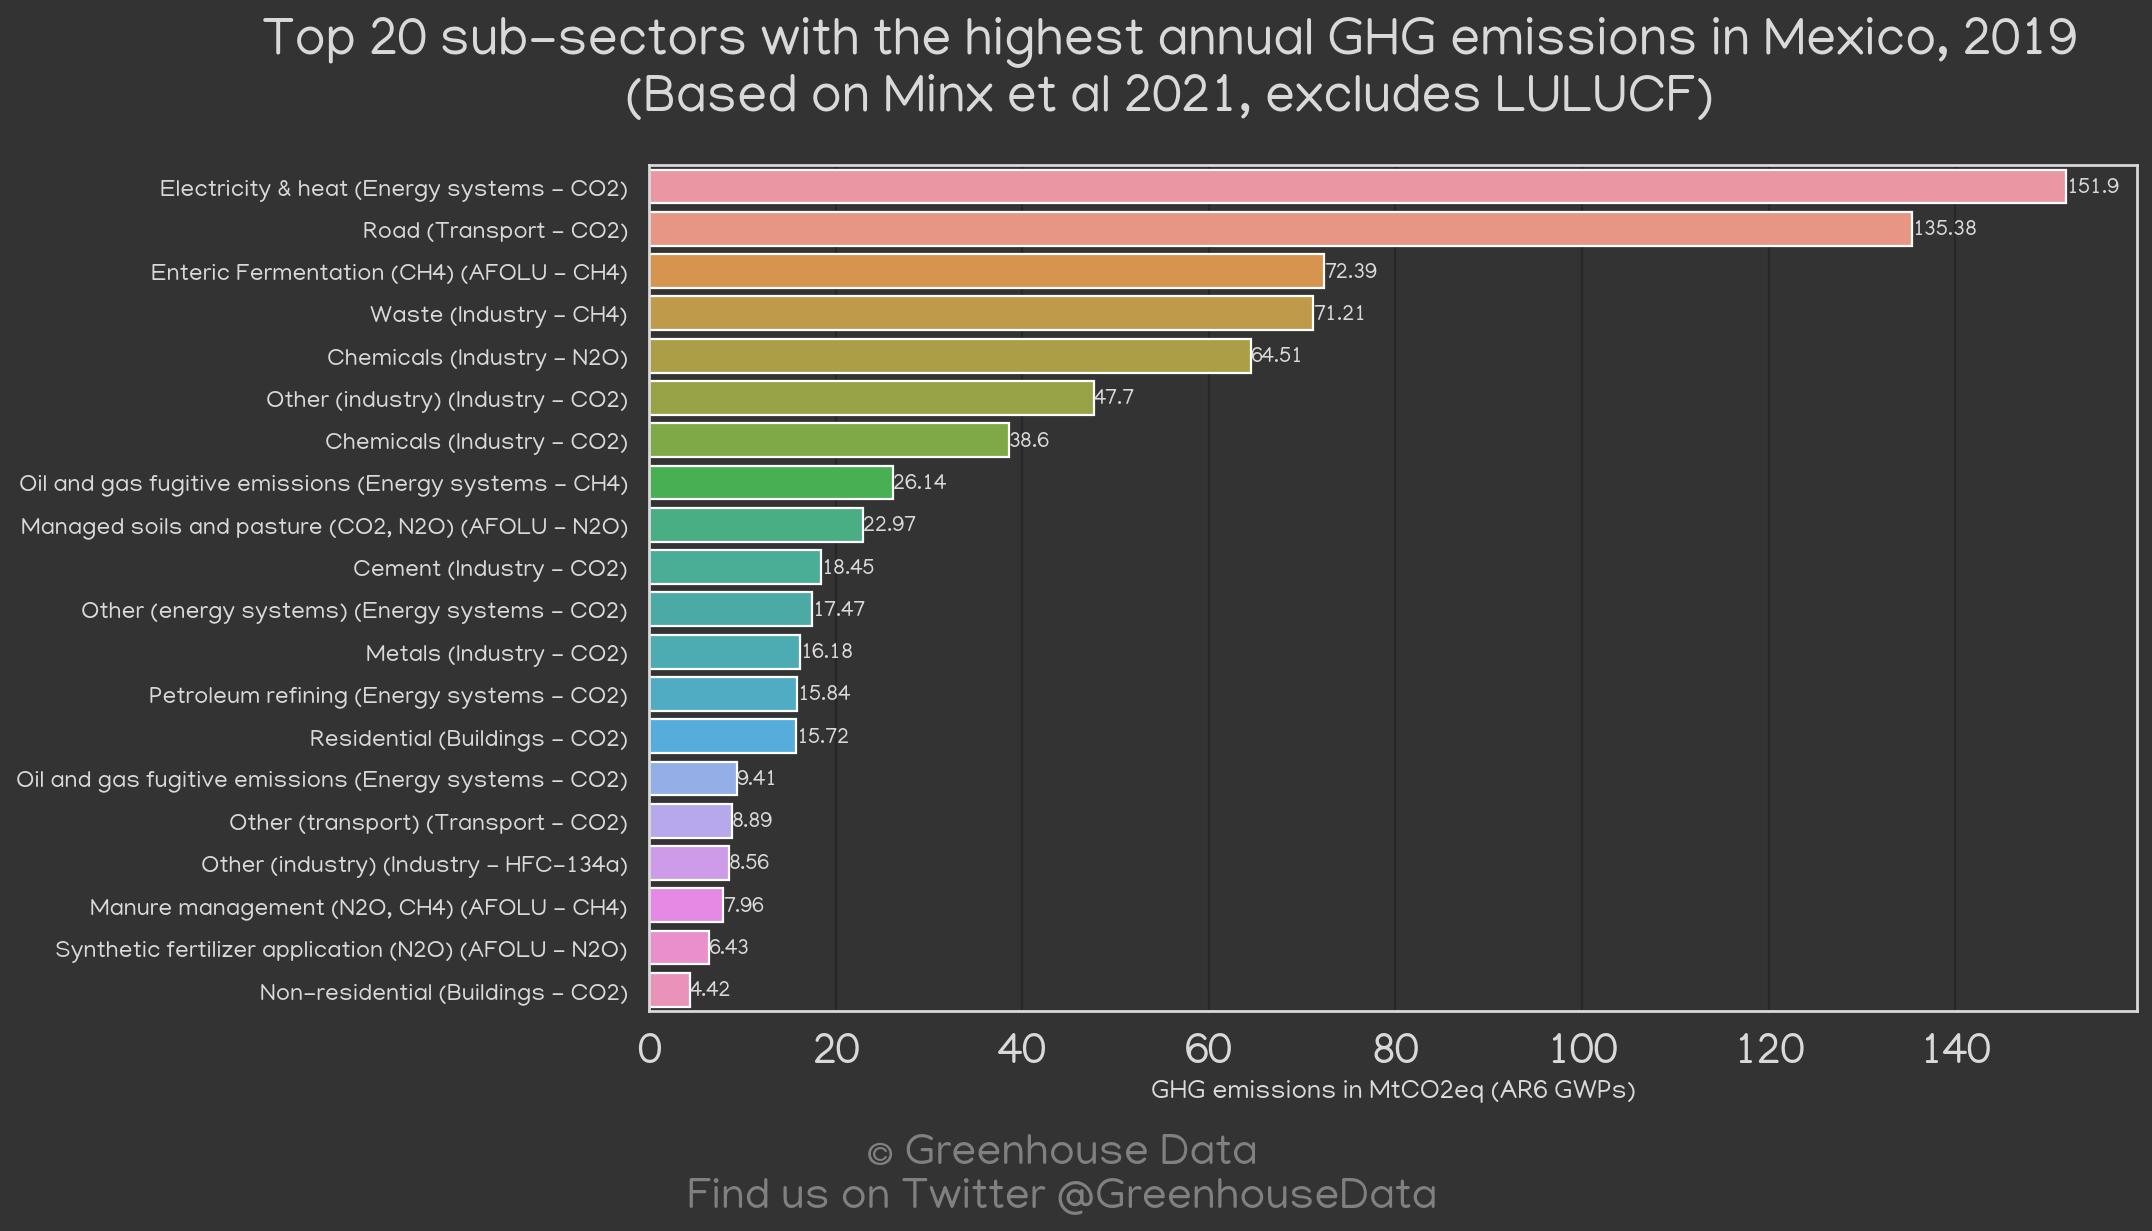 Top 20 sub-sectors with the highest annual GHG emissions in Mexico, 2019
(Based on Minx et al 2021, excludes LULUCF)
Electricity & heat (Energy systems - CO2) 151.9
Road (Transport - CO2) 135.38
Enteric Fermentation (CH4) (AFOLU - CH4) 72.39
Waste (Industry - CH4) 71.21
Chemicals (Industry - N2O) 64.51
Other (industry) (Industry - CO2) 47.7
Chemicals (Industry - CO2) 38.6
Oil and gas fugitive emissions (Energy systems - CH4) 26.14
Managed soils and pasture (CO2, N2O) (AFOLU - N2O) 22.97
Cement (Industry - CO2) 18.45
Other (energy systems) (Energy systems - CO2) 17.47
Metals (Industry - CO2) 16.18
Petroleum refining (Energy systems - CO2) 15.84
Residential (Buildings - CO2) 15.72
Oil and gas fugitive emissions (Energy systems - CO2) 9.41
Other (transport) (Transport - CO2) 8.89
Other (industry) (Industry - HFC-134a) 8.56
Manure management (N2O, CH4) (AFOLU - CH4) 7.96
Synthetic fertilizer application (N2O) (AFOLU - N2O) 6.43
Non-residential (Buildings - CO2) 4.42
0 20 40 60 80 100 120 140
GHG emissions in MtCO2eq (AR6 GWPs)
© Greenhouse Data
Find us on Twitter @GreenhouseData